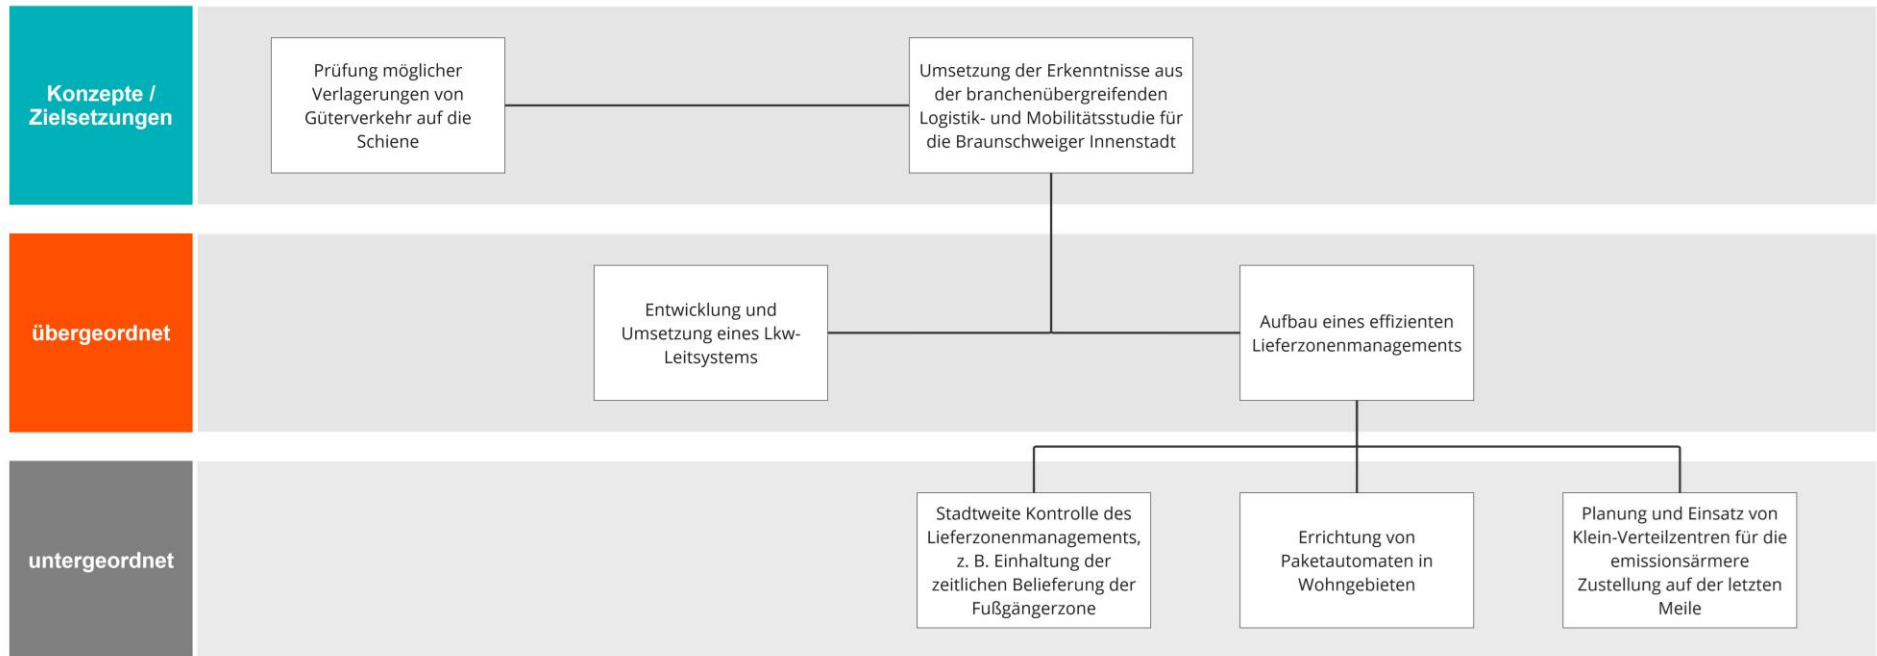 Konzepte /
Zielsetzungen
Prüfung möglicher
Verlagerungen von
Güterverkehr auf die
Schiene
Umsetzung der Erkenntnisse aus
der branchenübergreifenden
Logistik- und Mobilitätsstudie für
die Braunschweiger Innenstadt
übergeordnet
Entwicklung und
Umsetzung eines Lkw-
Leitsystems
Aufbau eines effizienten
Lieferzonenmanagements
untergeordnet
Stadtweite Kontrolle des
Lieferzonenmanagements,
z. B. Einhaltung der
zeitlichen Belieferung der
Fußgängerzone
Errichtung von
Paketautomaten in
Wohngebieten
Planung und Einsatz von
Klein-Verteilzentren für die
emissionsärmere
Zustellung auf der letzten
Meile